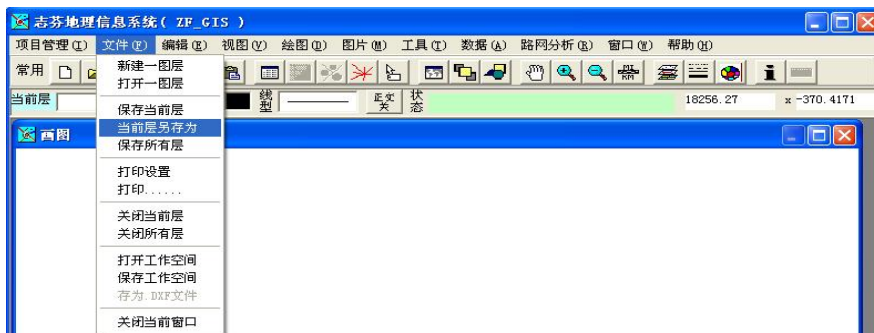 志芬地理信息系统( ZF_GIS )
项目管理(I) 文件(F) 编辑(E) 视图(V) 绘图(D) 图片(M) 工具(T) 数据(A) 路网分析(R) 窗口(W) 帮助(H)
常用
当前层 线型 正变关 状态 18256.27 x -370.4171
画图
新建一图层
打开一图层
保存当前层
当前层另存为
保存所有层
打印设置
打印......
关闭当前层
关闭所有层
打开工作空间
保存工作空间
存为.DXF文件
关闭当前窗口